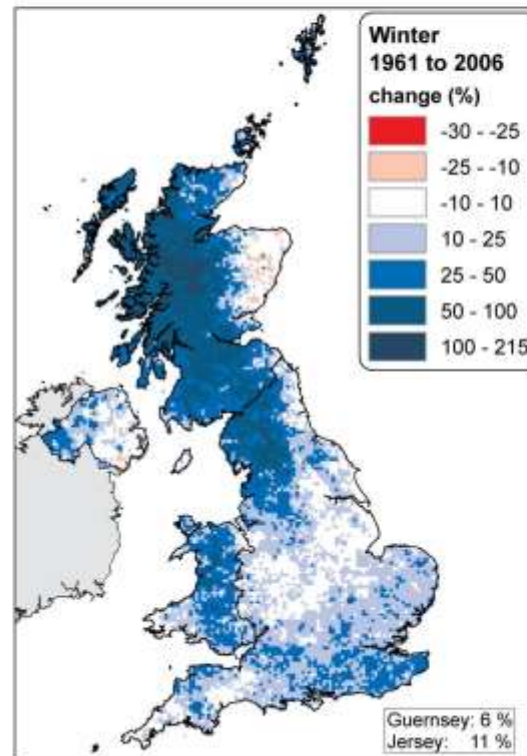 Winter
1961 to 2006
change (%)
-30 - -25
-25 - -10
-10 - 10
10 - 25
25 - 50
50 - 100
100 - 215
Guernsey: 6 %
Jersey: 11 %